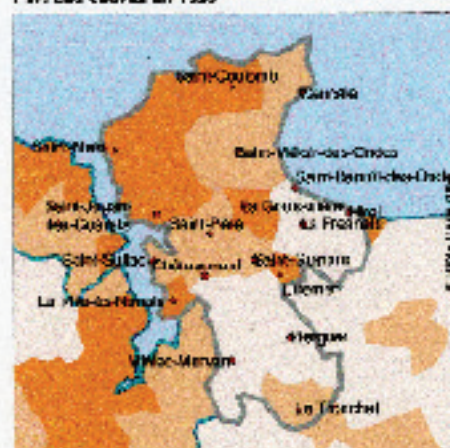 Saint-Coulomb
Cancale
Saint-Malo
Saint-Méloir-des-Ondes
Saint-Benoît-des-Ondes
Saint-Jouan
des-Guérets
Saint-Père
La Gouesnière
Hirel
La Fresnais
Saint-Suliac
Châteauneuf
Saint-Guinoux
Lillemer
La Ville-ès-Nonais
Plerguer
Miniac-Morvan
Le Tronchet